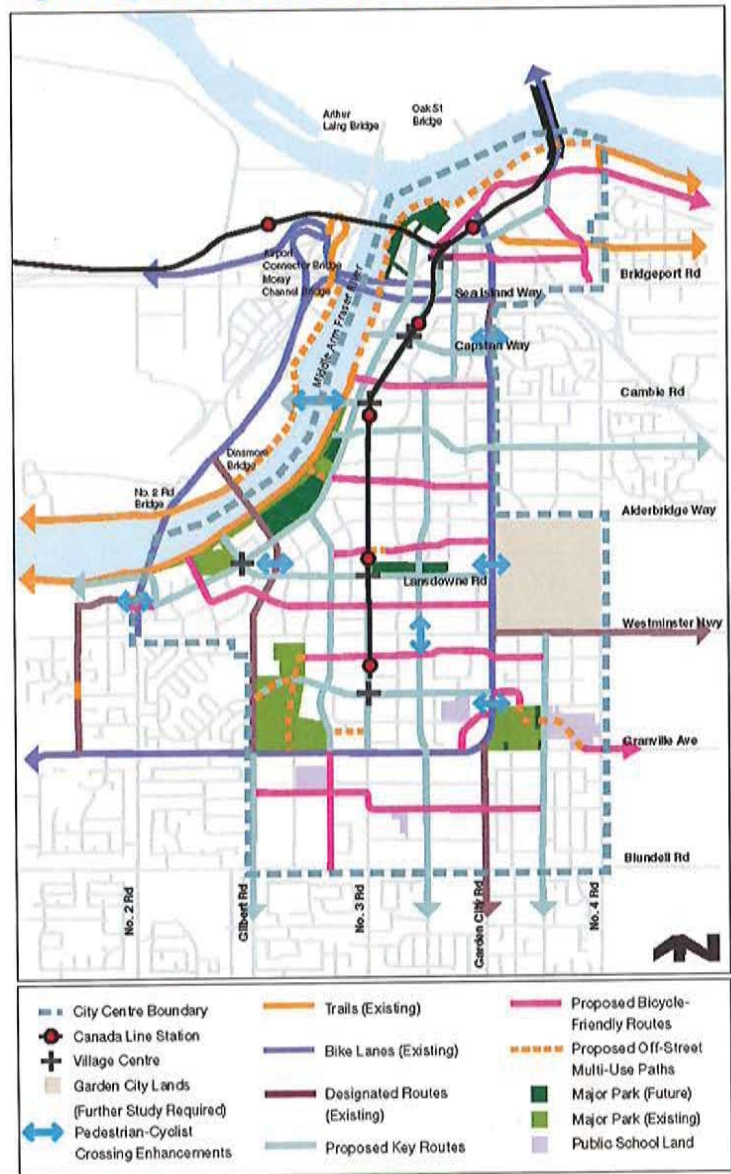 Arthur
Laing Bridge
Oak St
Bridge
Airport
Connector Bridge
Moray
Channel Bridge
Middle Arm Fraser River
Bridgeport Rd
Sea Island Way
Capstan Way
Cambie Rd
Dinsmore
Bridge
No. 2 Rd
Bridge
Alderbridge Way
Lansdowne Rd
Westminster Hwy
Granville Ave
Blundell Rd
No. 2 Rd
Gilbert Rd
No. 3 Rd
Garden City Rd
No. 4 Rd
N
City Centre Boundary
Canada Line Station
Village Centre
Garden City Lands
(Further Study Required)
Pedestrian-Cyclist
Crossing Enhancements
Trails (Existing)
Bike Lanes (Existing)
Designated Routes
(Existing)
Proposed Key Routes
Proposed Bicycle-
Friendly Routes
Proposed Off-Street
Multi-Use Paths
Major Park (Future)
Major Park (Existing)
Public School Land